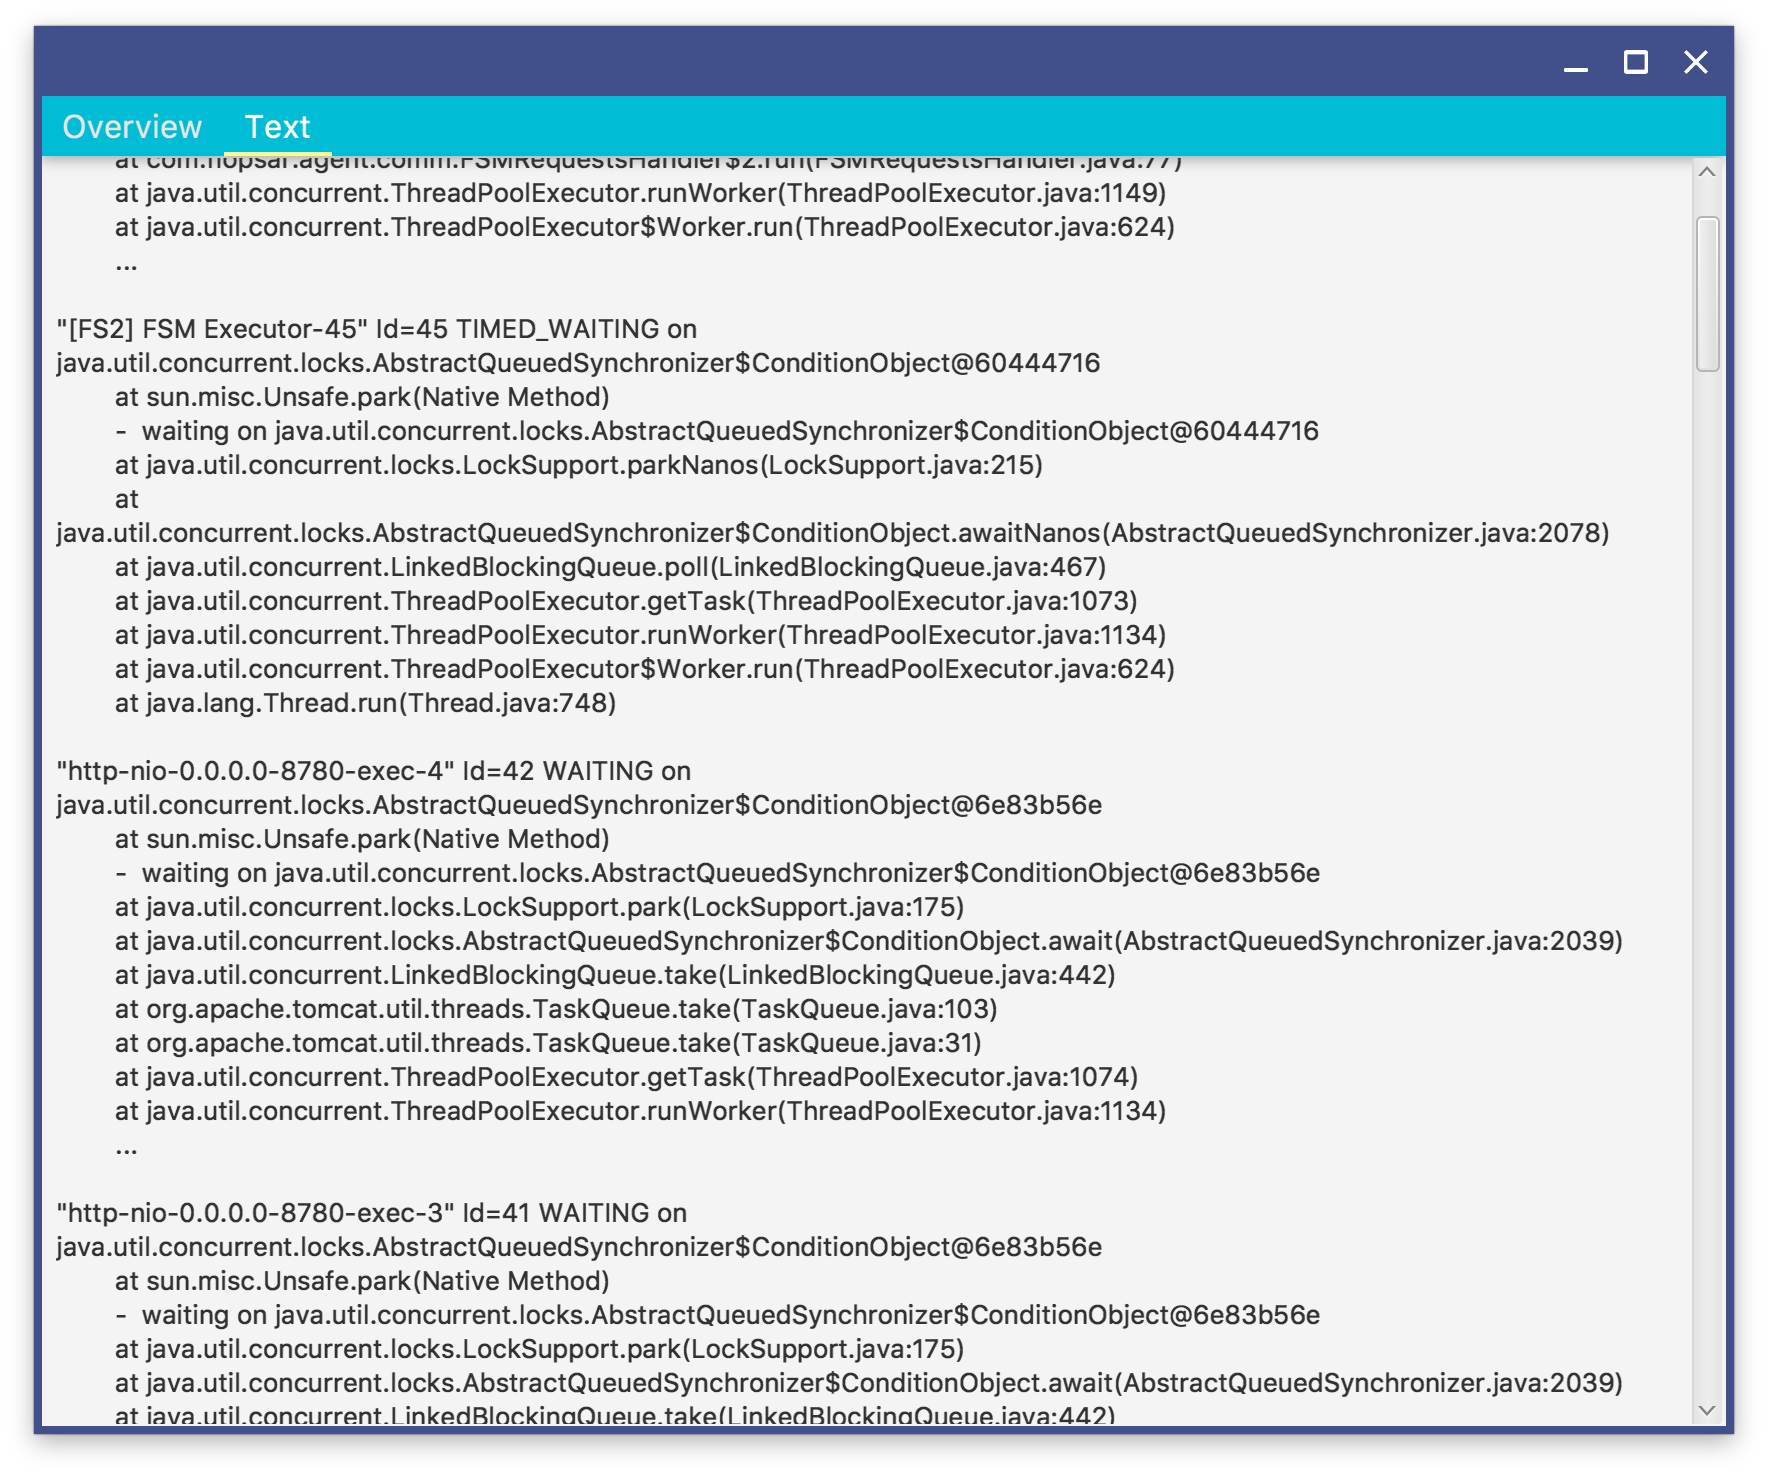 Overview Text
at com.hopsar.agent.comm.FSMRequestsHandler$2.run(FSMRequestsHandler.java:77)
at java.util.concurrent.ThreadPoolExecutor.runWorker(ThreadPoolExecutor.java:1149)
at java.util.concurrent.ThreadPoolExecutor$Worker.run(ThreadPoolExecutor.java:624)
...
"[FS2] FSM Executor-45" Id=45 TIMED_WAITING on
java.util.concurrent.locks.AbstractQueuedSynchronizer$ConditionObject@60444716
at sun.misc.Unsafe.park(Native Method)
- waiting on java.util.concurrent.locks.AbstractQueuedSynchronizer$ConditionObject@60444716
at java.util.concurrent.locks.LockSupport.parkNanos(LockSupport.java:215)
at
java.util.concurrent.locks.AbstractQueuedSynchronizer$ConditionObject.awaitNanos(AbstractQueuedSynchronizer.java:2078)
at java.util.concurrent.LinkedBlockingQueue.poll(LinkedBlockingQueue.java:467)
at java.util.concurrent.ThreadPoolExecutor.getTask(ThreadPoolExecutor.java:1073)
at java.util.concurrent.ThreadPoolExecutor.runWorker(ThreadPoolExecutor.java:1134)
at java.util.concurrent.ThreadPoolExecutor$Worker.run(ThreadPoolExecutor.java:624)
at java.lang.Thread.run(Thread.java:748)
"http-nio-0.0.0.0-8780-exec-4" Id=42 WAITING on
java.util.concurrent.locks.AbstractQueuedSynchronizer$ConditionObject@6e83b56e
at sun.misc.Unsafe.park(Native Method)
- waiting on java.util.concurrent.locks.AbstractQueuedSynchronizer$ConditionObject@6e83b56e
at java.util.concurrent.locks.LockSupport.park(LockSupport.java:175)
at java.util.concurrent.locks.AbstractQueuedSynchronizer$ConditionObject.await(AbstractQueuedSynchronizer.java:2039)
at java.util.concurrent.LinkedBlockingQueue.take(LinkedBlockingQueue.java:442)
at org.apache.tomcat.util.threads.TaskQueue.take(TaskQueue.java:103)
at org.apache.tomcat.util.threads.TaskQueue.take(TaskQueue.java:31)
at java.util.concurrent.ThreadPoolExecutor.getTask(ThreadPoolExecutor.java:1074)
at java.util.concurrent.ThreadPoolExecutor.runWorker(ThreadPoolExecutor.java:1134)
...
"http-nio-0.0.0.0-8780-exec-3" Id=41 WAITING on
java.util.concurrent.locks.AbstractQueuedSynchronizer$ConditionObject@6e83b56e
at sun.misc.Unsafe.park(Native Method)
- waiting on java.util.concurrent.locks.AbstractQueuedSynchronizer$ConditionObject@6e83b56e
at java.util.concurrent.locks.LockSupport.park(LockSupport.java:175)
at java.util.concurrent.locks.AbstractQueuedSynchronizer$ConditionObject.await(AbstractQueuedSynchronizer.java:2039)
at java.util.concurrent.LinkedBlockingQueue.take(LinkedBlockingQueue.java:442)